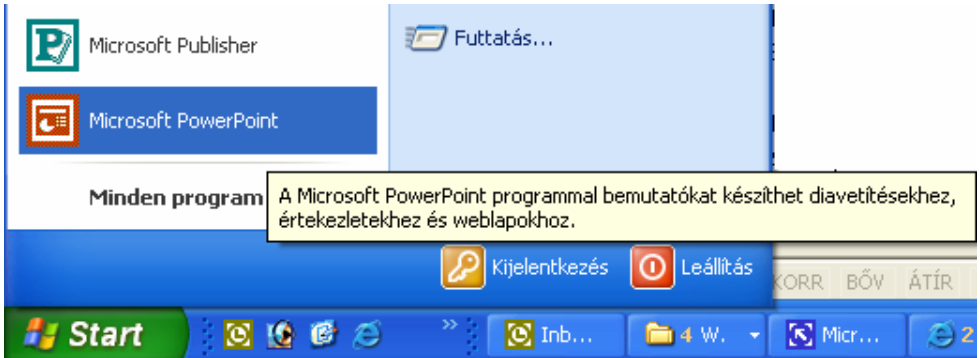 Microsoft Publisher
Futtatás...
Microsoft PowerPoint
Minden program
A Microsoft PowerPoint programmal bemutatókat készíthet diavetítésekhez,
értekezletekhez és weblapokhoz.
Kijelentkezés
Leállítás
KORR BŐV ÁTÍR
Start
»
Inb...
4 W.
Micr...
2